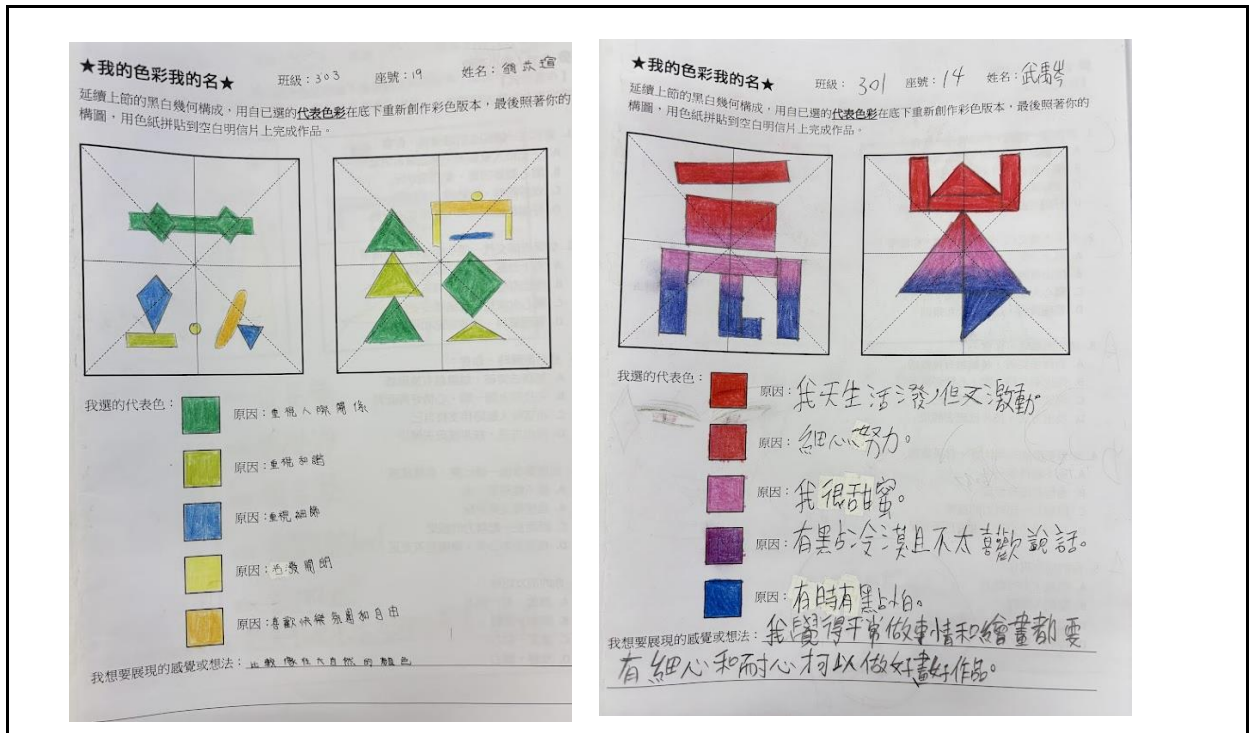 ★我的色彩我的名★
班級：303 座號：19 姓名：
延續上節的黑白幾何構成，用自己選的代表色彩在底下重新創作彩色版本，最後照著你的
構圖，用色紙拼貼到空白明信片上完成作品。
我選的代表色：
原因：重視人際關係
原因：重視和諧
原因：重視細節
原因：活潑開朗
原因：喜歡快樂氛圍和自由
我想要展現的感覺或想法：比較像在大自然的顏色
★我的色彩我的名★
班級：301 座號：14 姓名：武禹岑
延續上節的黑白幾何構成，用自己選的代表色彩在底下重新創作彩色版本，最後照著你的
構圖，用色紙拼貼到空白明信片上完成作品。
我選的代表色：
原因：我天生活潑，但又激動。
原因：細心努力。
原因：我很甜蜜。
原因：有點冷漠且不太喜歡說話。
原因：有時有點怕。
我想要展現的感覺或想法：我覺得平常做事情和繪畫都要
有細心和耐心才以做好畫好作品。